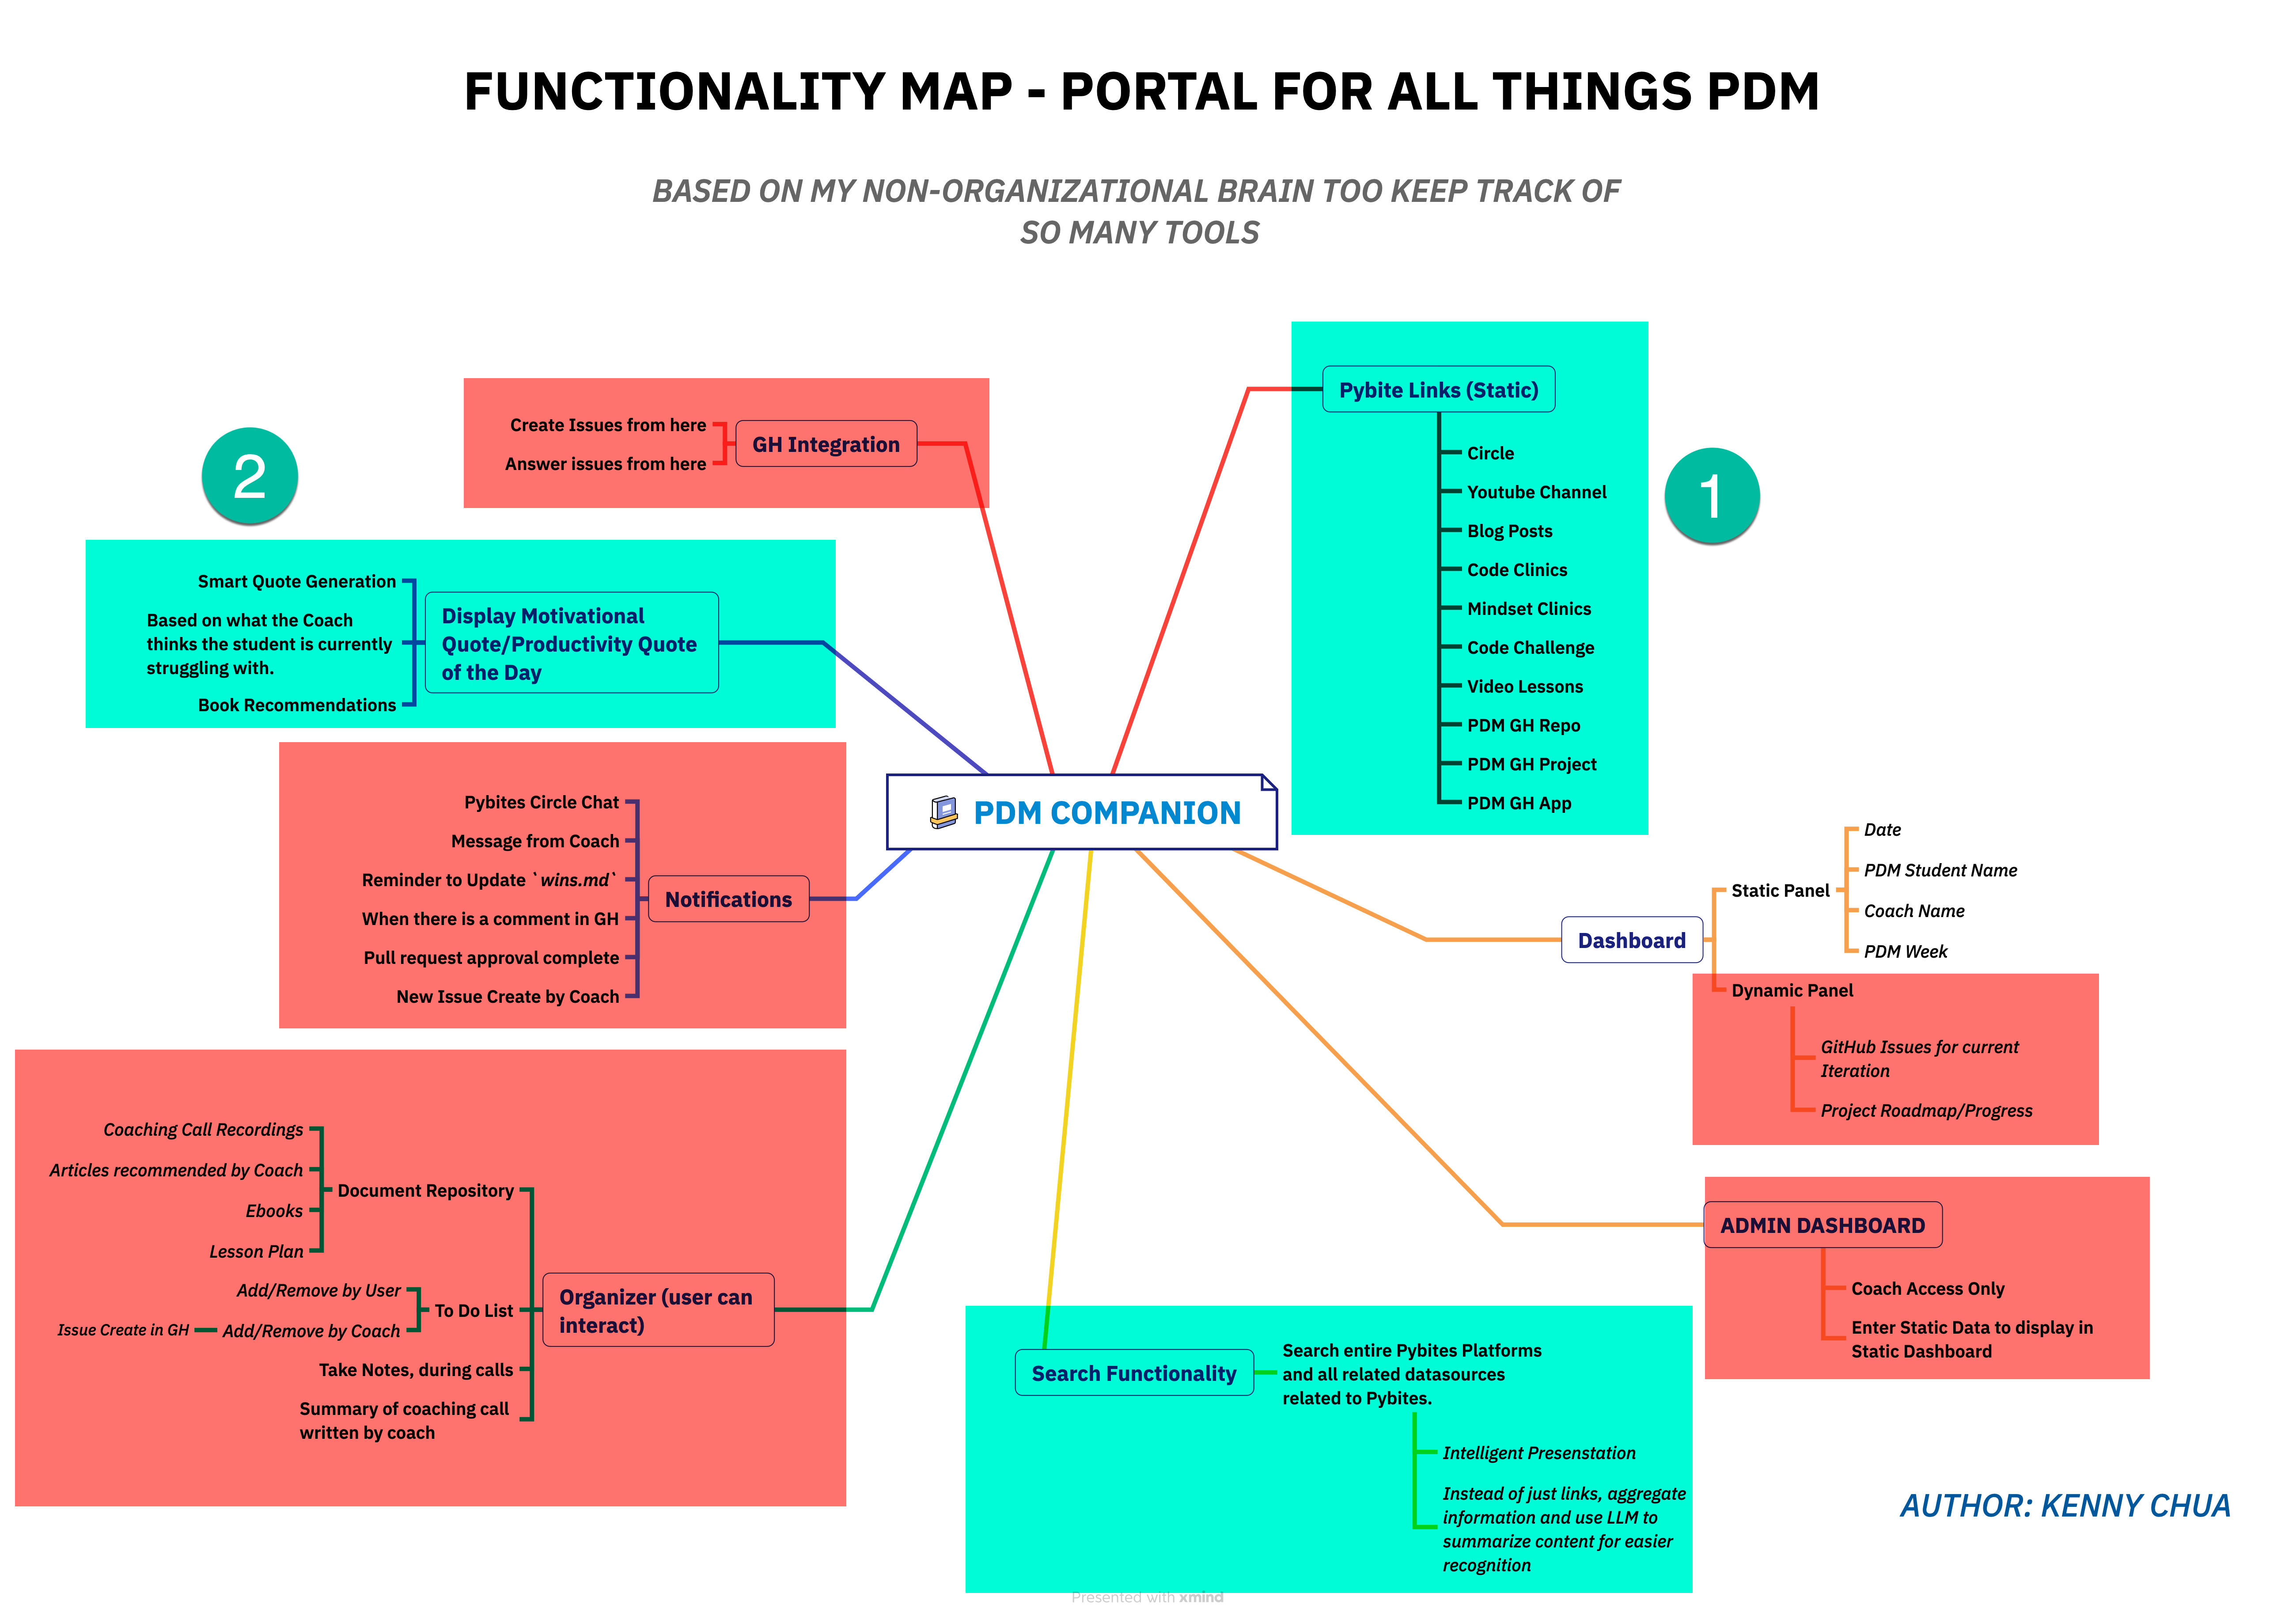 FUNCTIONALITY MAP - PORTAL FOR ALL THINGS PDM
BASED ON MY NON-ORGANIZATIONAL BRAIN TOO KEEP TRACK OF
SO MANY TOOLS
Create Issues from here
Answer issues from here
GH Integration
2
Smart Quote Generation
Based on what the Coach
thinks the student is currently
struggling with.
Book Recommendations
Display Motivational
Quote/Productivity Quote
of the Day
Pybites Circle Chat
Message from Coach
Reminder to Update `wins.md`
When there is a comment in GH
Pull request approval complete
New Issue Create by Coach
Notifications
Coaching Call Recordings
Articles recommended by Coach
Ebooks
Lesson Plan
Document Repository
Add/Remove by User
Issue Create in GH
Add/Remove by Coach
To Do List
Take Notes, during calls
Summary of coaching call
written by coach
Organizer (user can
interact)
PDM COMPANION
Pybite Links (Static)
Circle
Youtube Channel
Blog Posts
Code Clinics
Mindset Clinics
Code Challenge
Video Lessons
PDM GH Repo
PDM GH Project
PDM GH App
1
Dashboard
Static Panel
Date
PDM Student Name
Coach Name
PDM Week
Dynamic Panel
GitHub Issues for current
Iteration
Project Roadmap/Progress
ADMIN DASHBOARD
Coach Access Only
Enter Static Data to display in
Static Dashboard
Search Functionality
Search entire Pybites Platforms
and all related datasources
related to Pybites.
Intelligent Presenstation
Instead of just links, aggregate
information and use LLM to
summarize content for easier
recognition
AUTHOR: KENNY CHUA
Presented with xmind